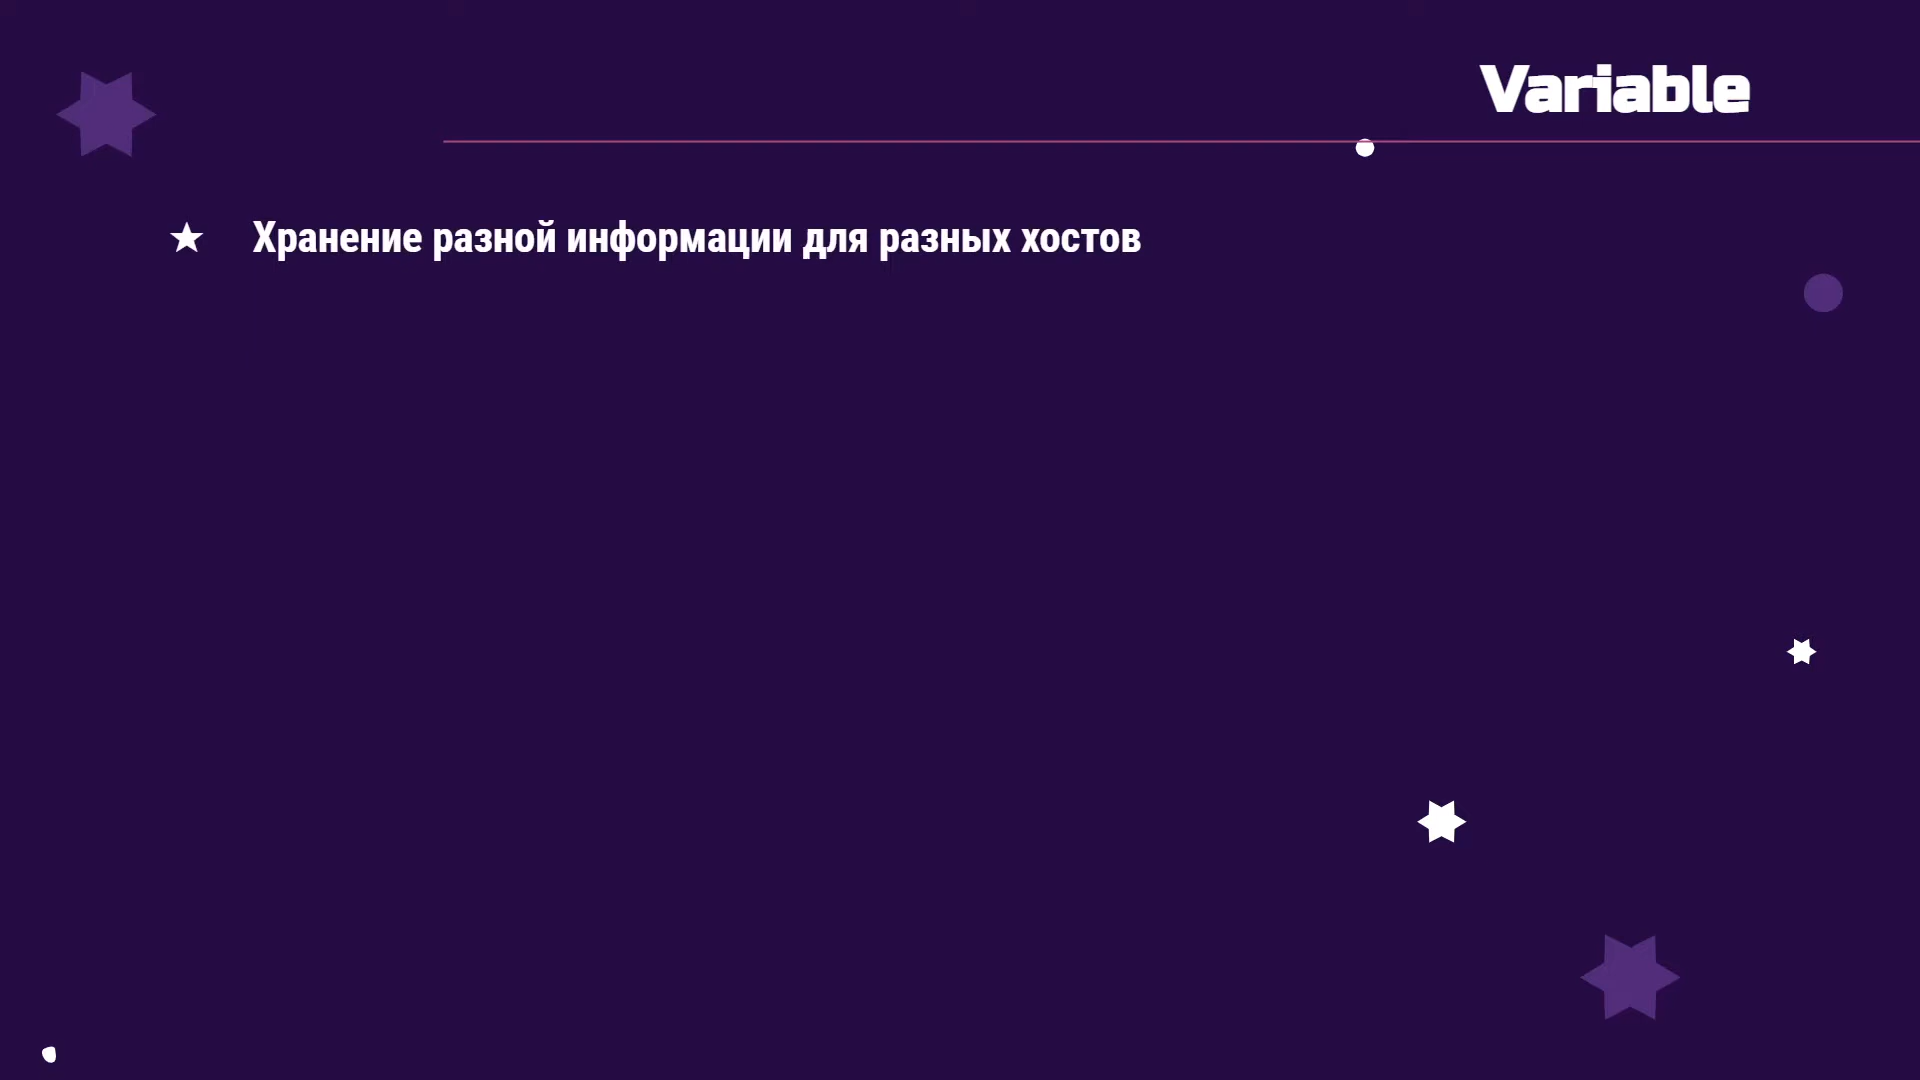 Variable
Хранение разной информации для разных хостов